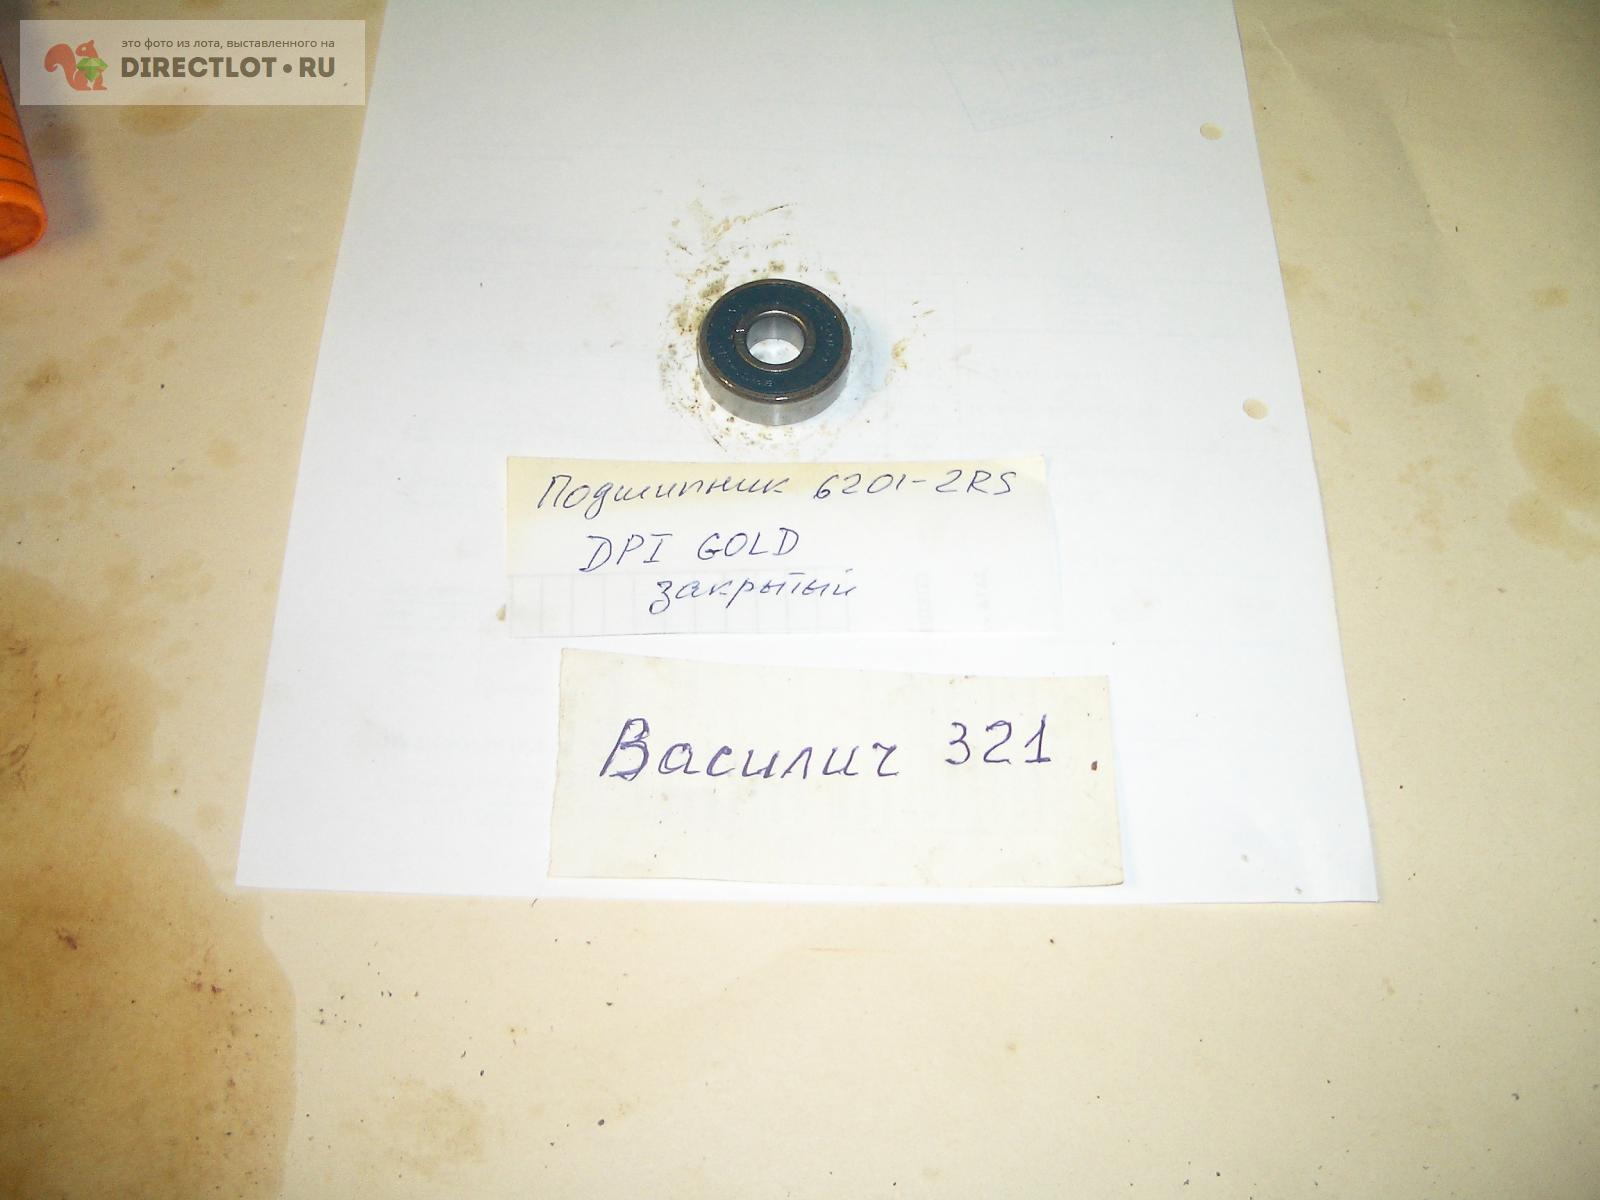 это фото из лота, выставленного на
DIRECTLOT•RU
Подшипник 6201-2RS
DPI GOLD
закрытый
Василич 321